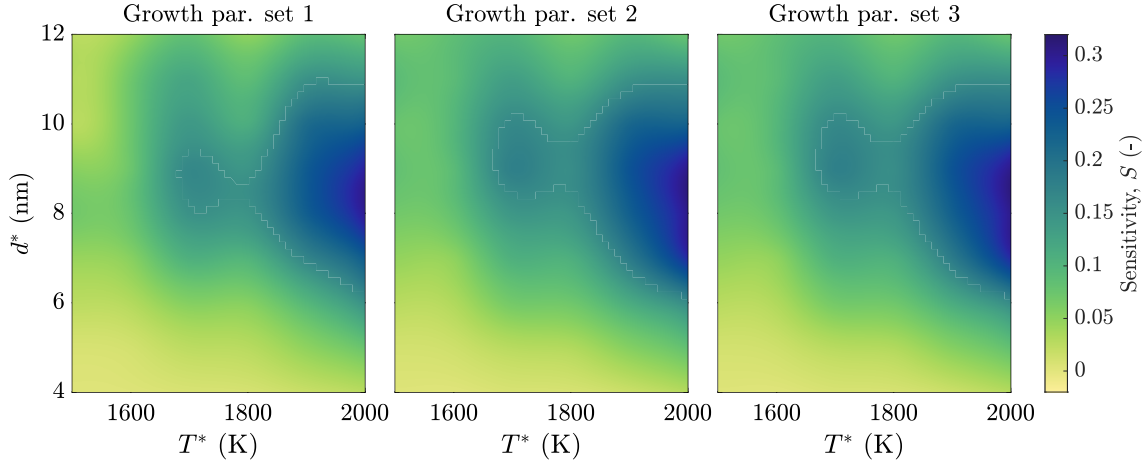 Growth par. set 1
Growth par. set 2
Growth par. set 3
12
10
8
6
4
d* (nm)
1600
1800
2000
1600
1800
2000
1600
1800
2000
T* (K)
T* (K)
T* (K)
0.3
0.25
0.2
0.15
0.1
0.05
0
Sensitivity, S (-)